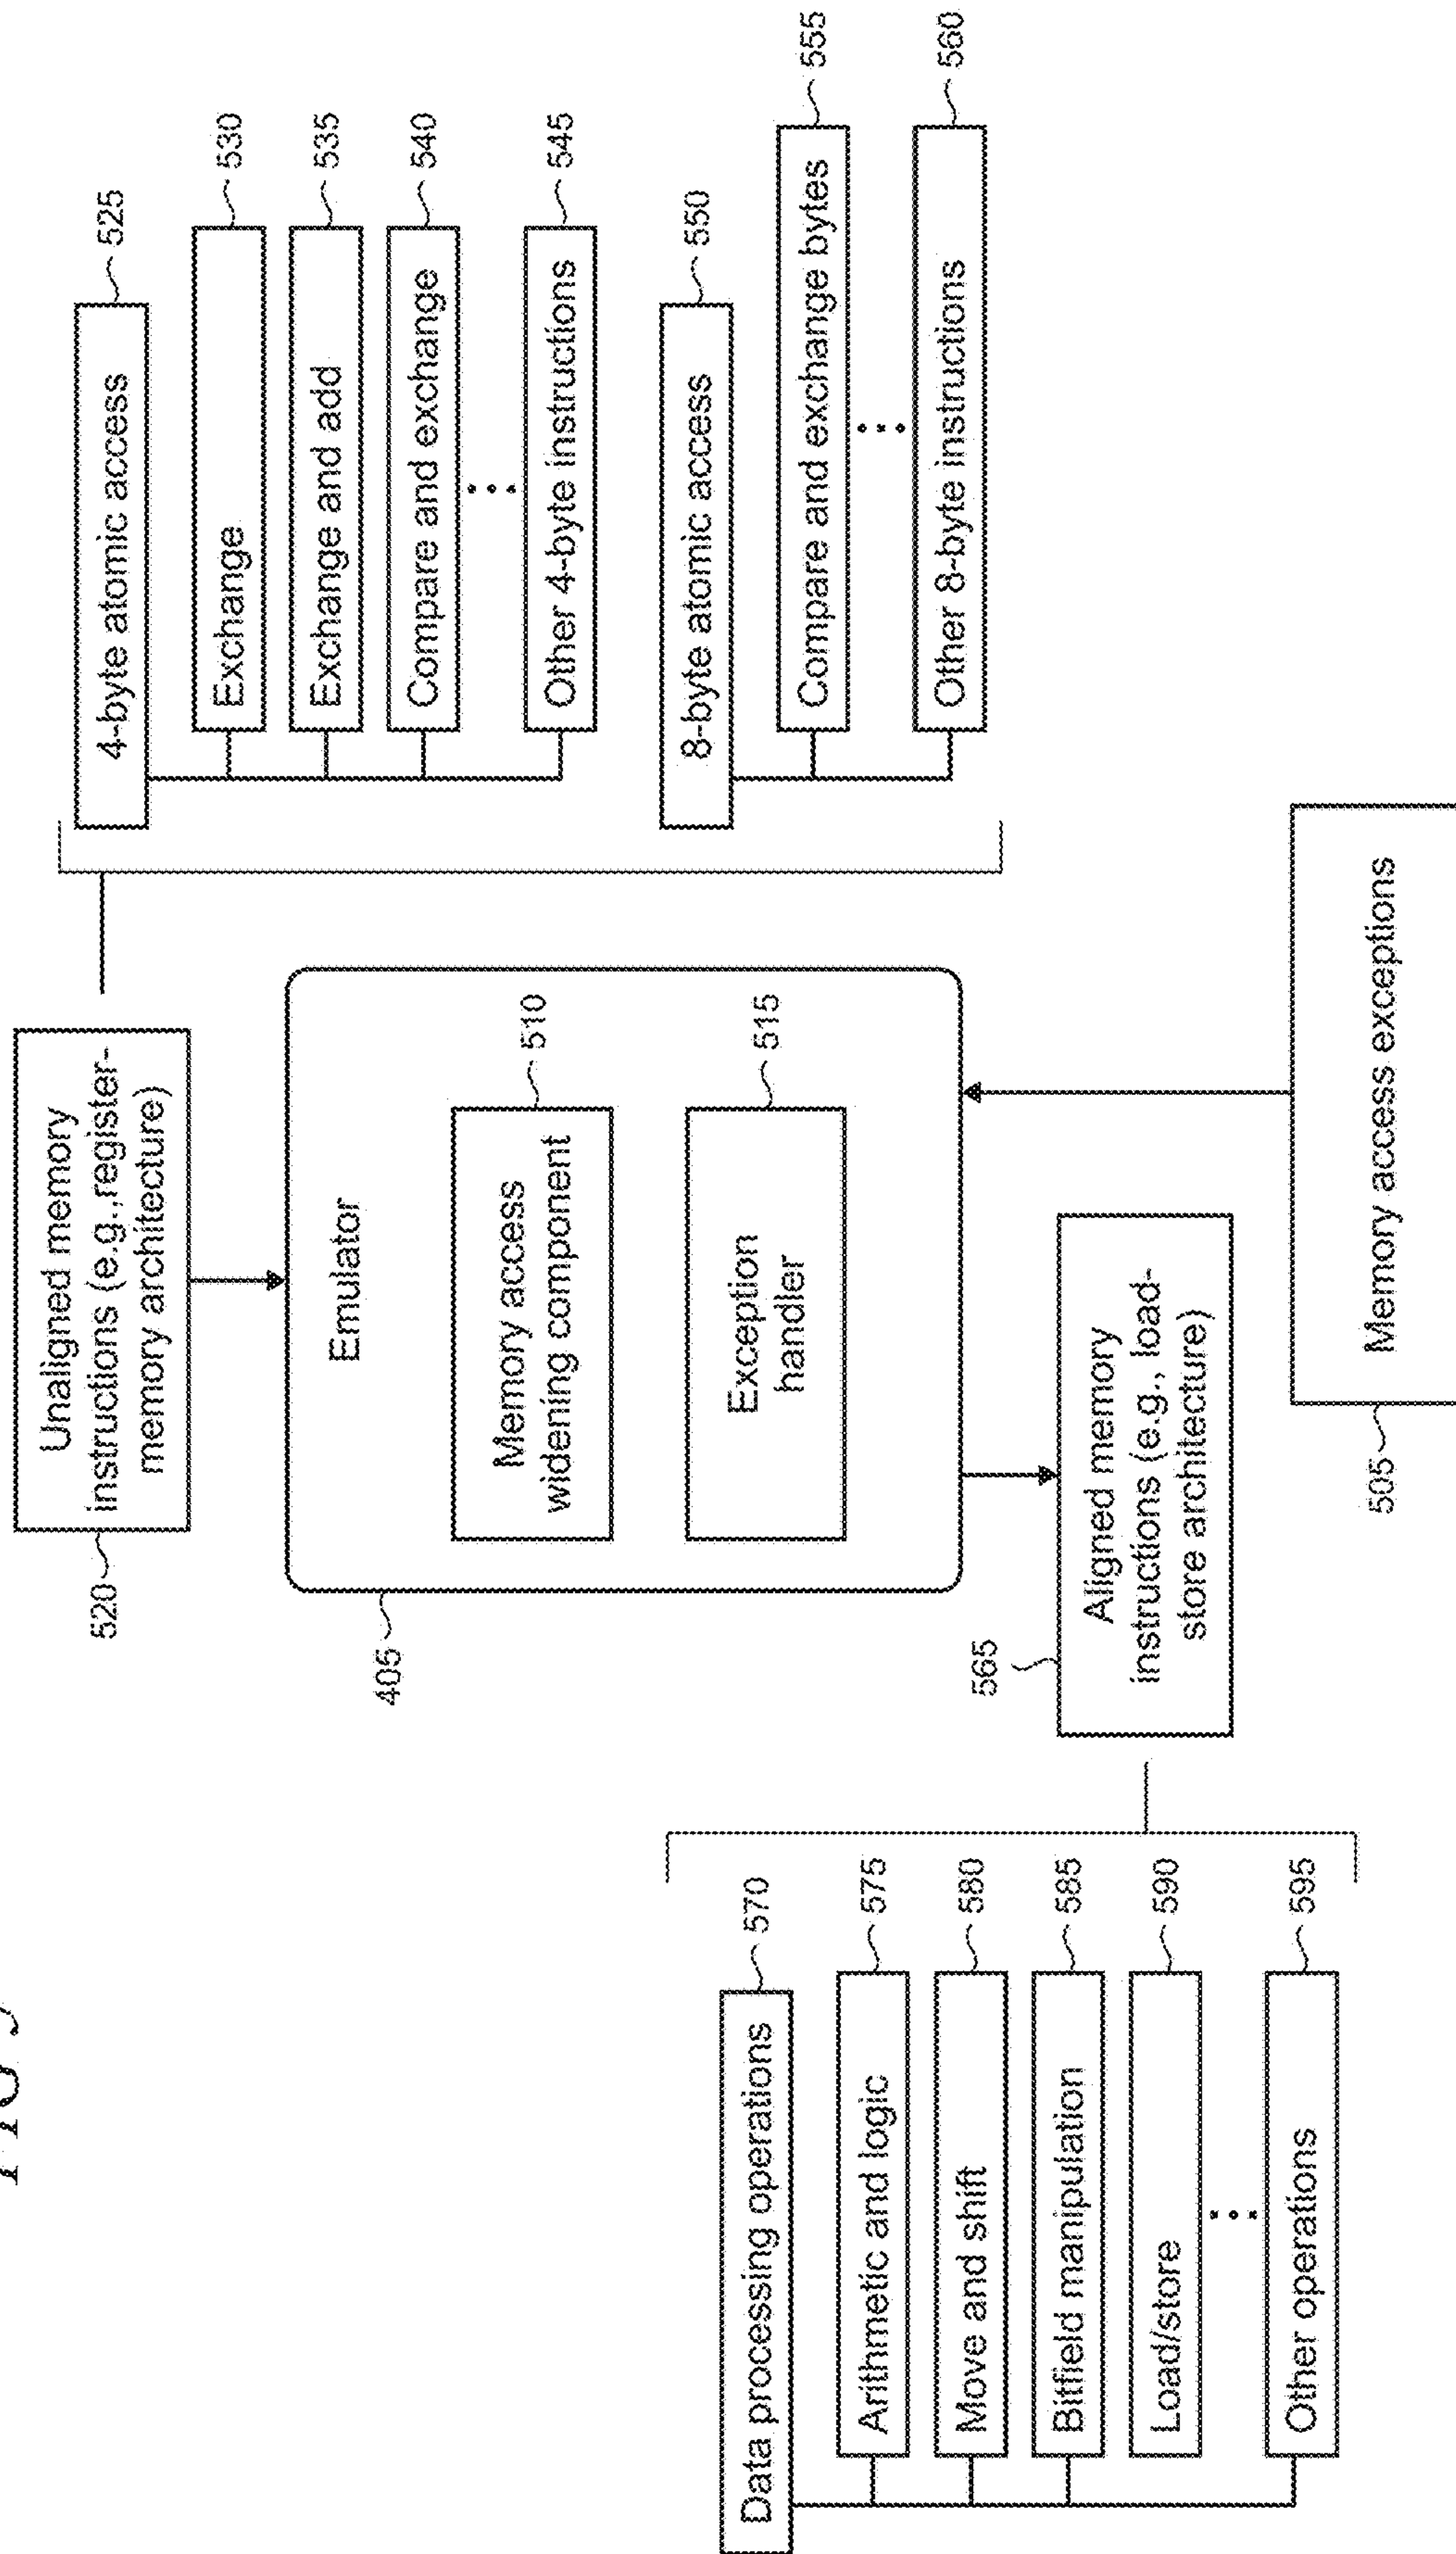 520
Unaligned memory
instructions (e.g.,register-
memory architecture)
4-byte atomic access
525
Exchange
530
Exchange and add
535
Compare and exchange
540
Other 4-byte instructions
545
8-byte atomic access
550
Compare and exchange bytes
555
Other 8-byte instructions
560
405
Emulator
Memory access
widening component
510
Exception
handler
515
565
Aligned memory
instructions (e.g., load-
store architecture)
505
Memory access exceptions
Data processing operations
570
Arithmetic and logic
575
Move and shift
580
Bitfield manipulation
585
Load/store
590
Other operations
595